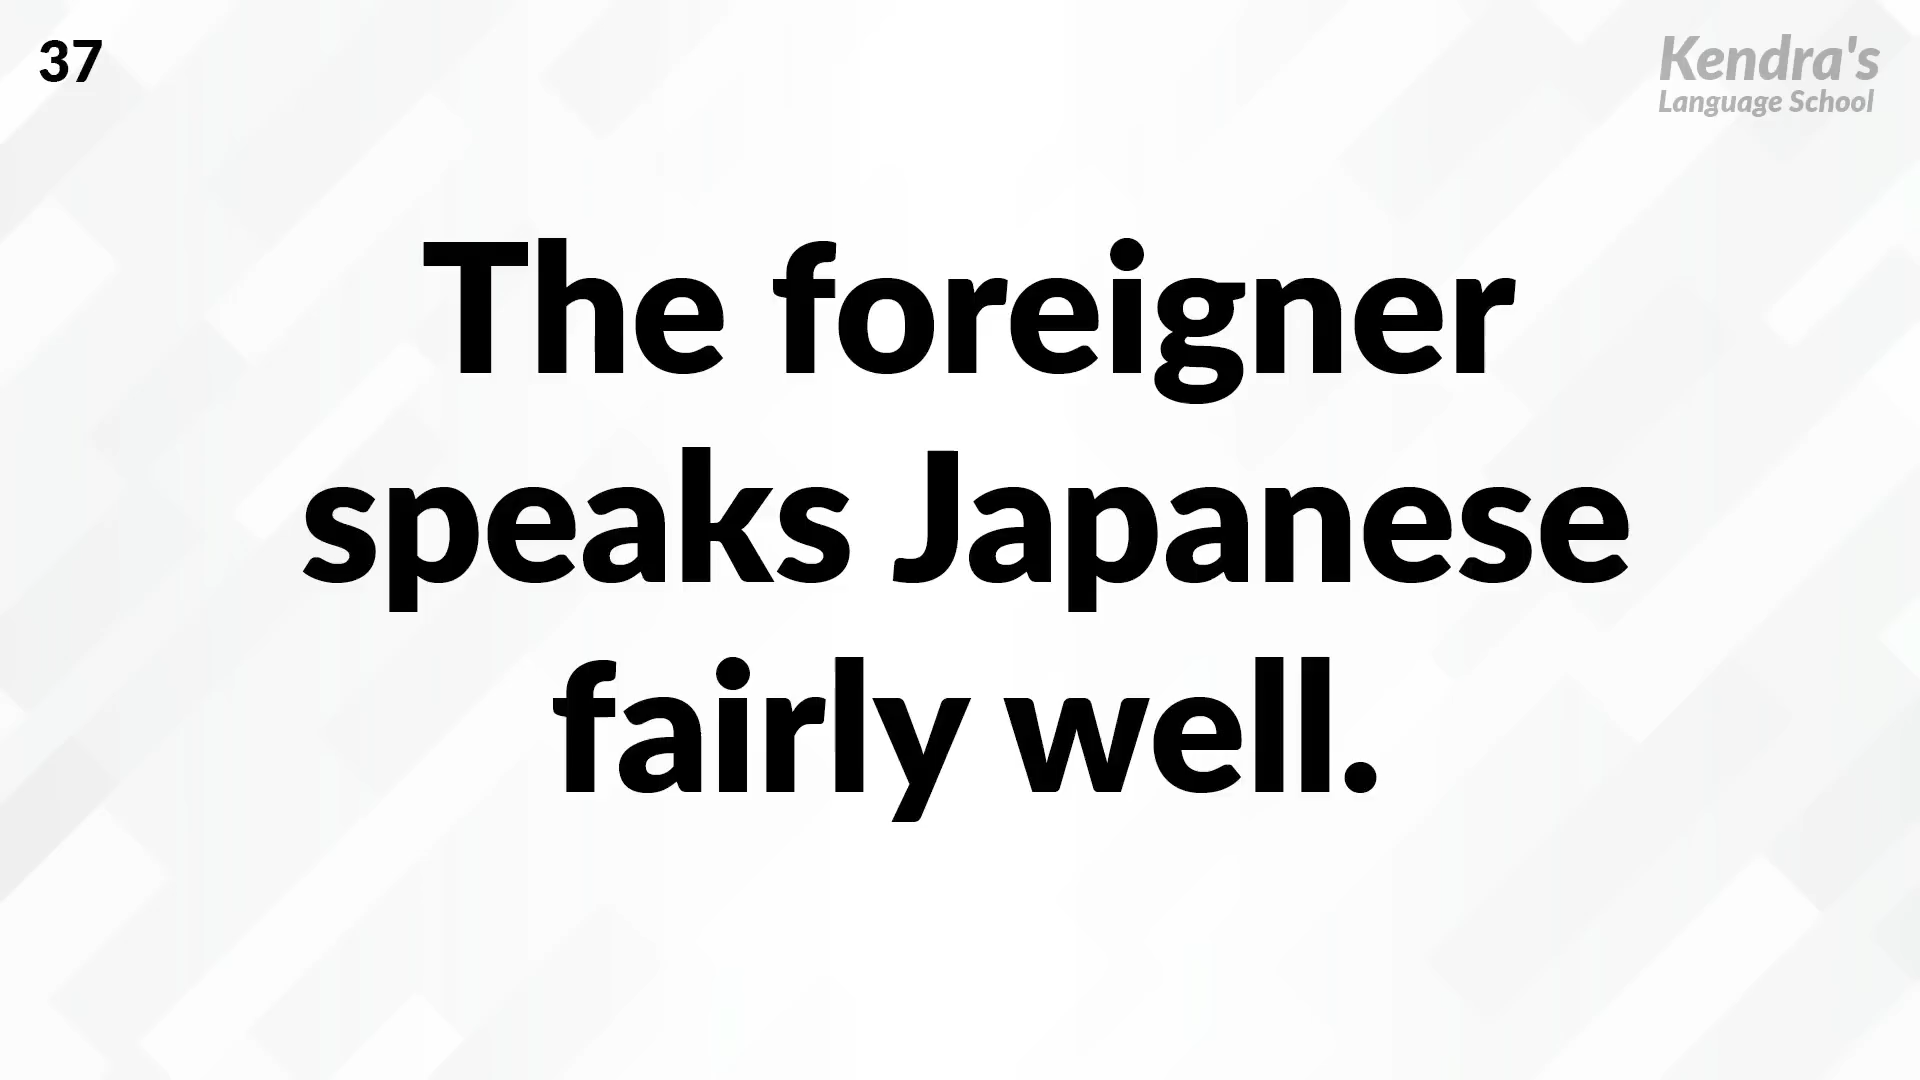 37
Kendra's
Language School
The foreigner
speaks Japanese
fairly well.